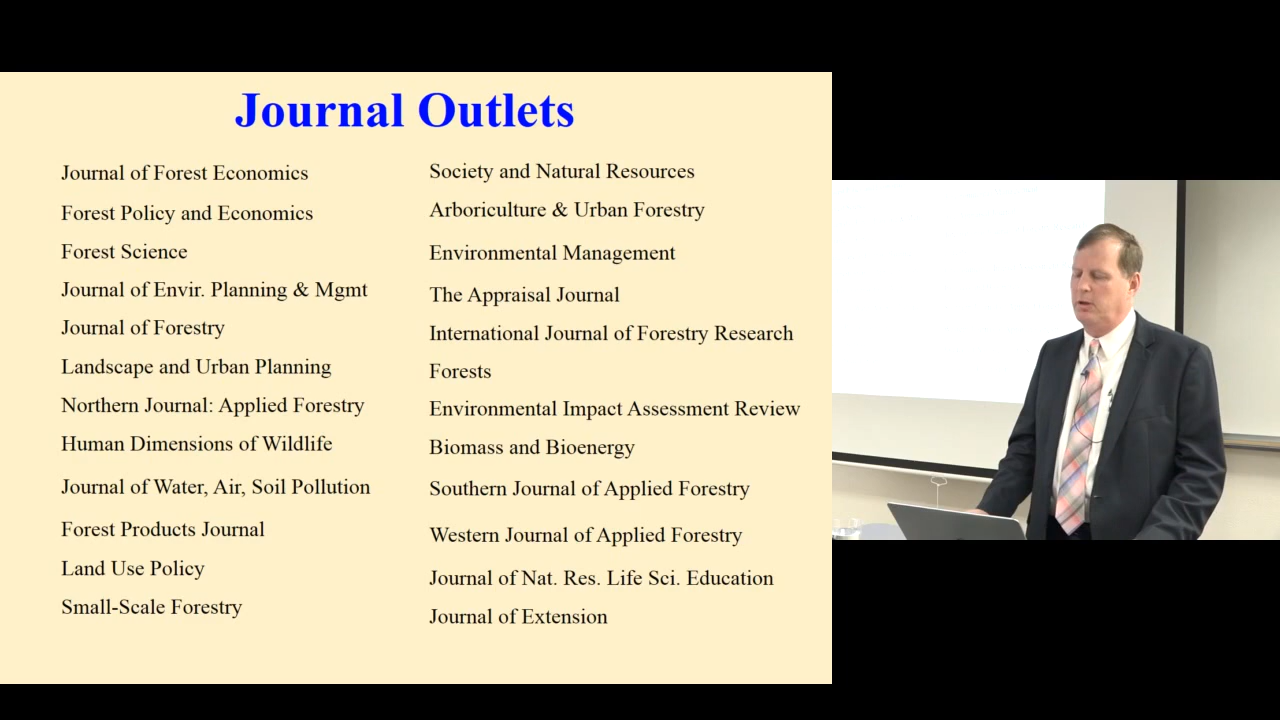 Journal Outlets
Journal of Forest Economics
Forest Policy and Economics
Forest Science
Journal of Envir. Planning & Mgmt
Journal of Forestry
Landscape and Urban Planning
Northern Journal: Applied Forestry
Human Dimensions of Wildlife
Journal of Water, Air, Soil Pollution
Forest Products Journal
Land Use Policy
Small-Scale Forestry
Society and Natural Resources
Arboriculture & Urban Forestry
Environmental Management
The Appraisal Journal
International Journal of Forestry Research
Forests
Environmental Impact Assessment Review
Biomass and Bioenergy
Southern Journal of Applied Forestry
Western Journal of Applied Forestry
Journal of Nat. Res. Life Sci. Education
Journal of Extension